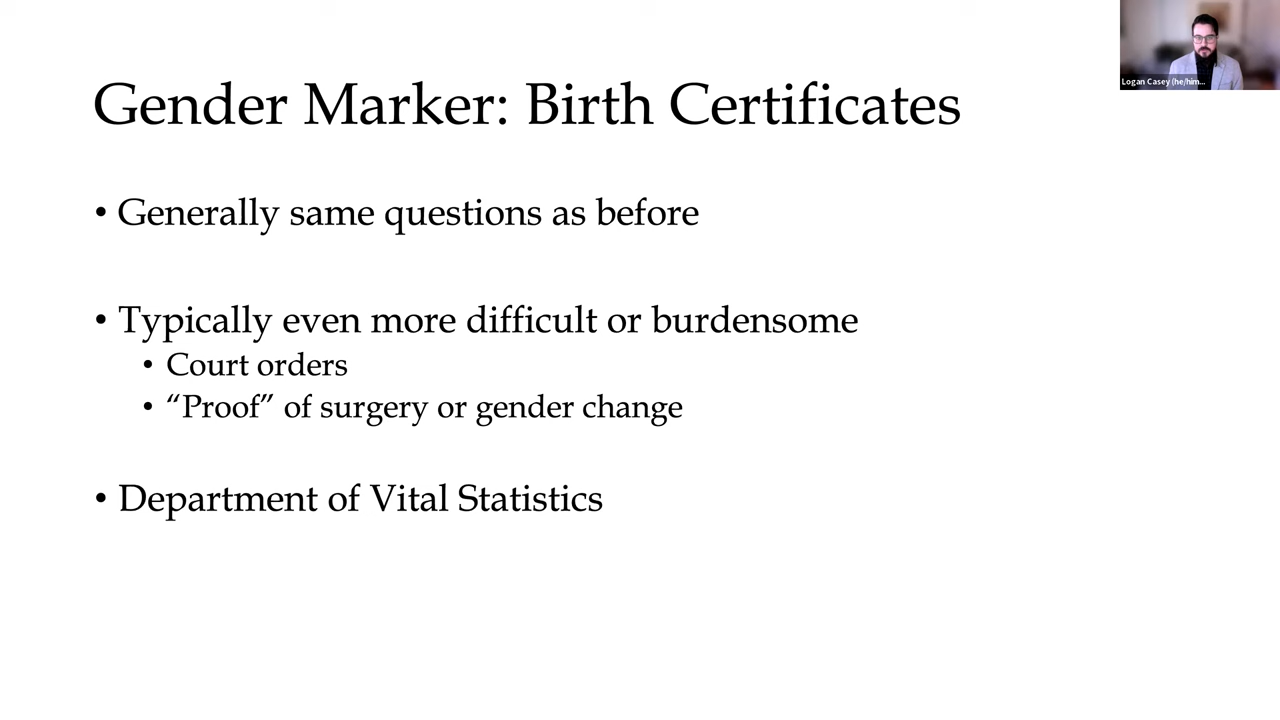 Gender Marker: Birth Certificates
Logan Casey (he/him...
• Generally same questions as before
• Typically even more difficult or burdensome
• Court orders
• “Proof” of surgery or gender change
• Department of Vital Statistics